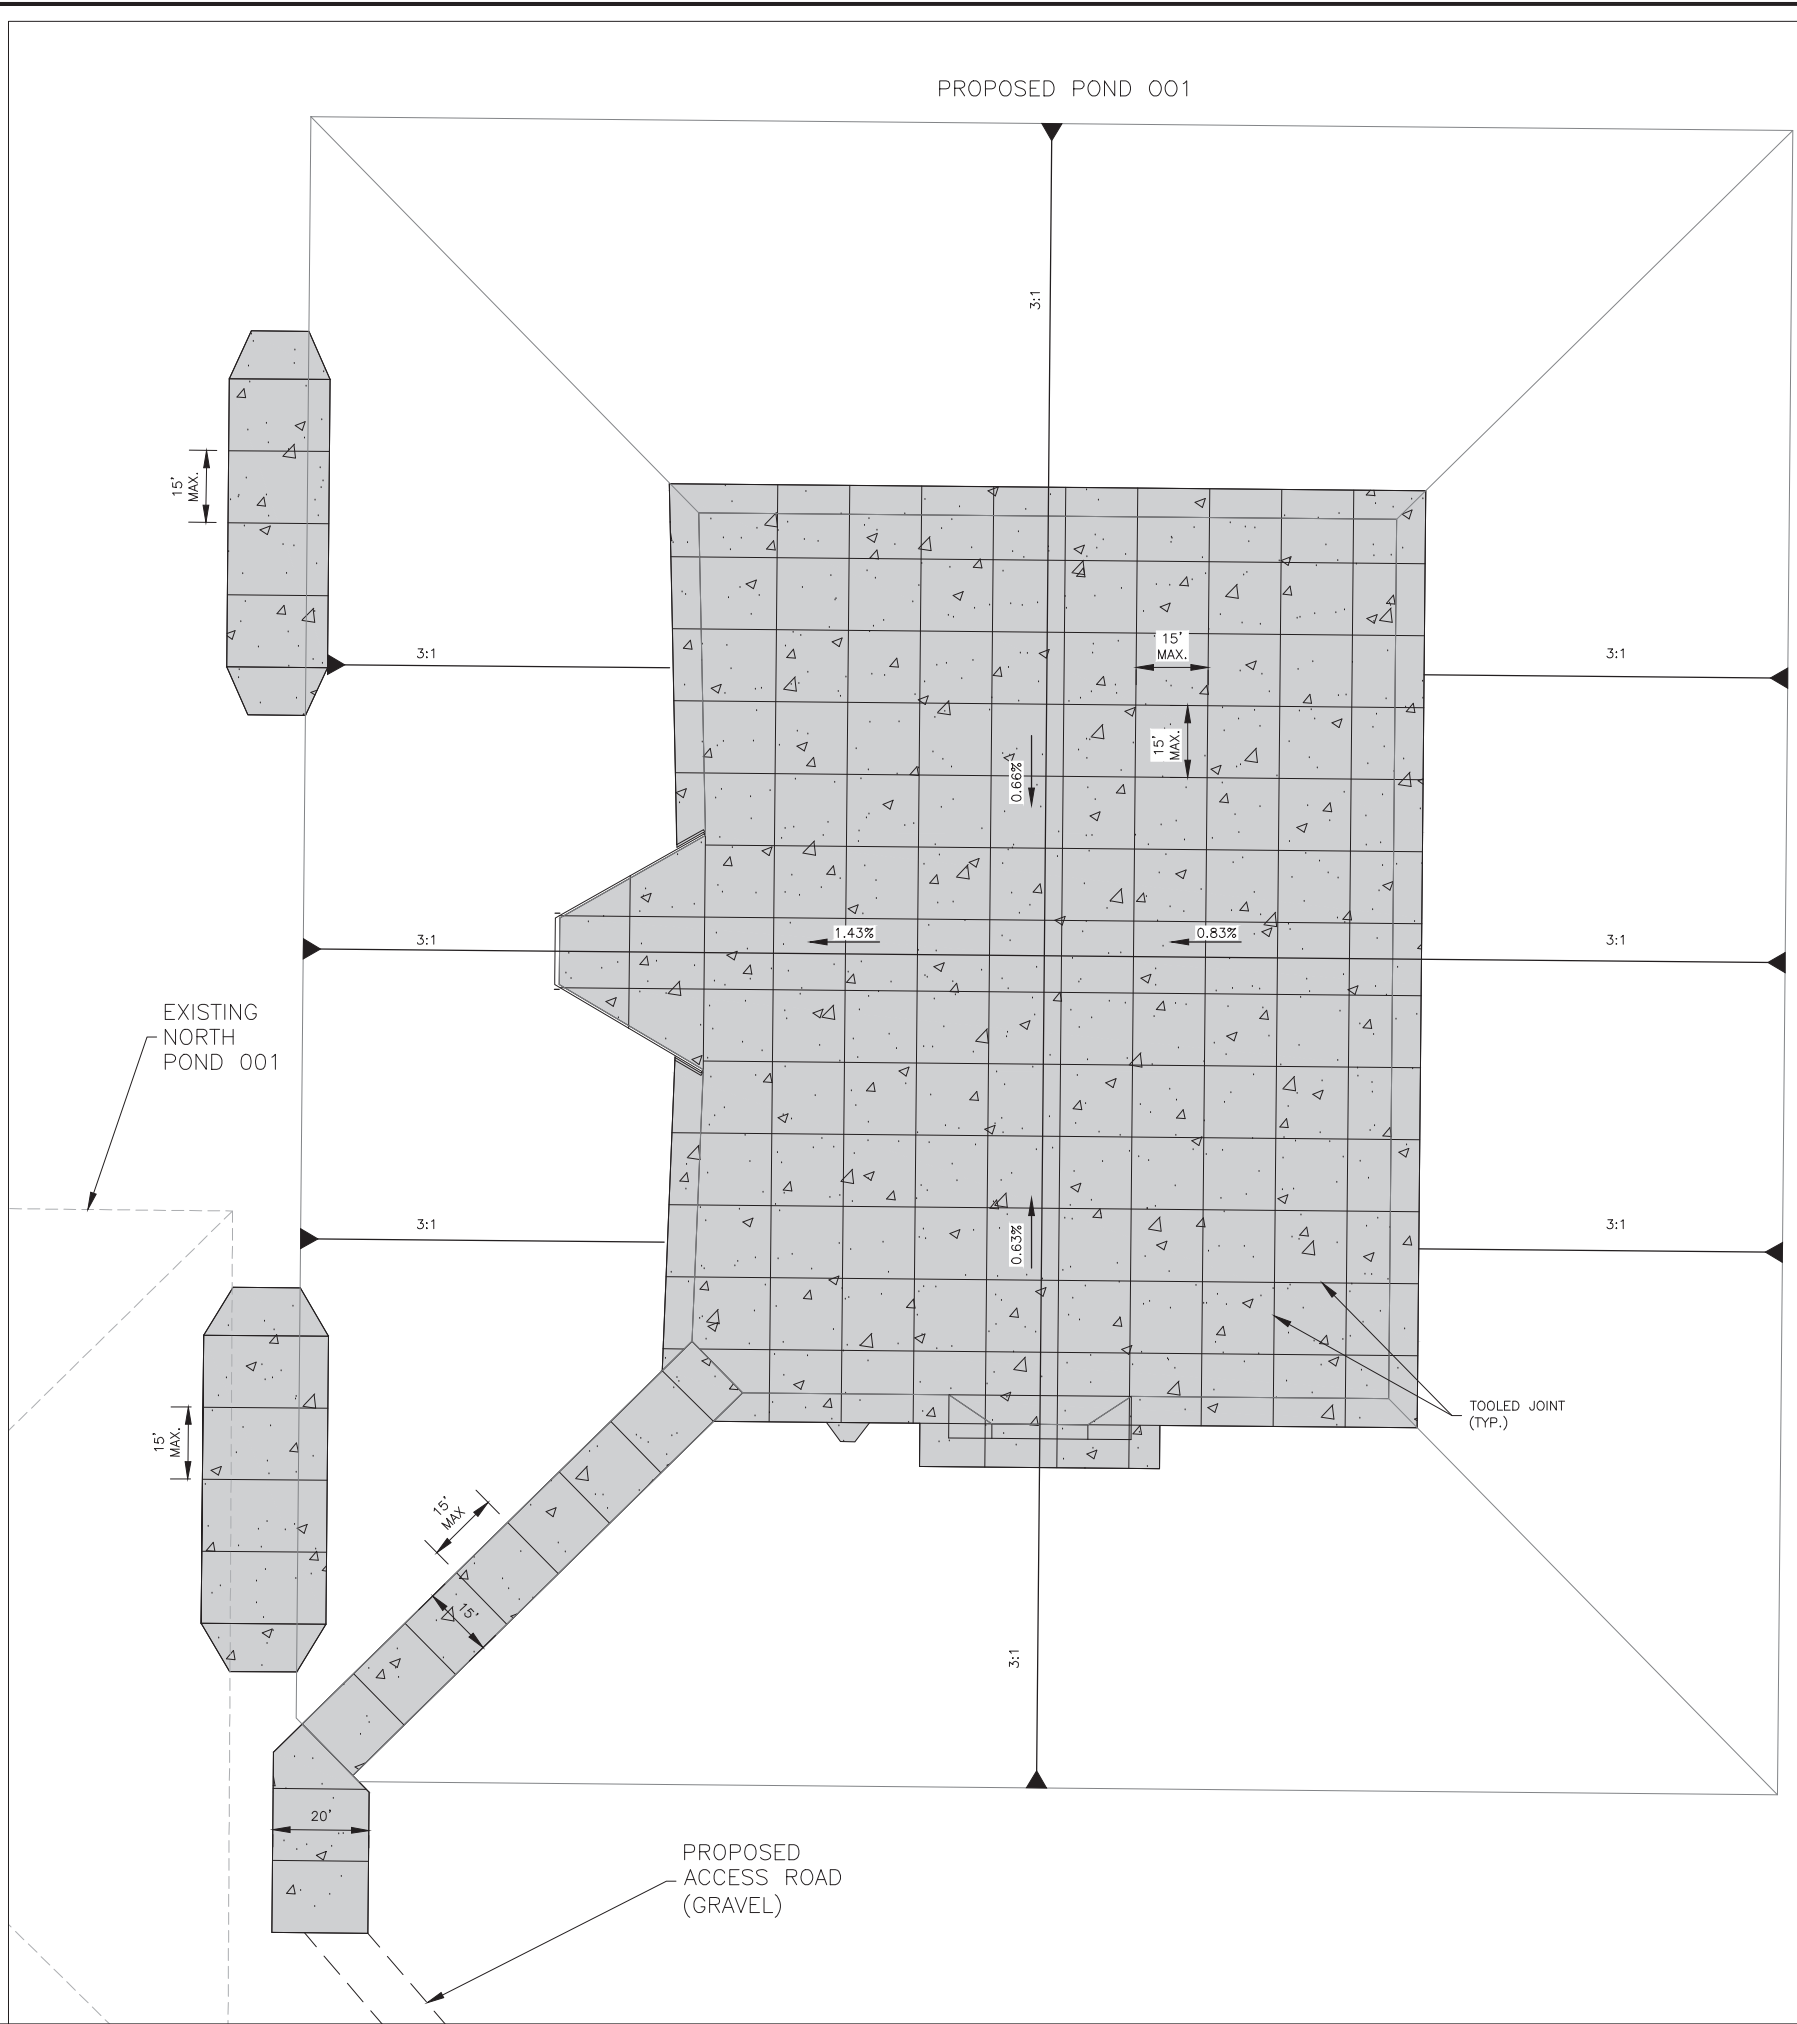 PROPOSED POND 001
3:1
15'
MAX.
3:1
15'
MAX.
3:1
15'
MAX.
0.66%
3:1
1.43%
0.83%
3:1
EXISTING
NORTH
POND 001
3:1
0.63%
3:1
15'
MAX.
TOOLED JOINT
(TYP.)
15'
MAX
15'
3:1
20'
PROPOSED
ACCESS ROAD
(GRAVEL)